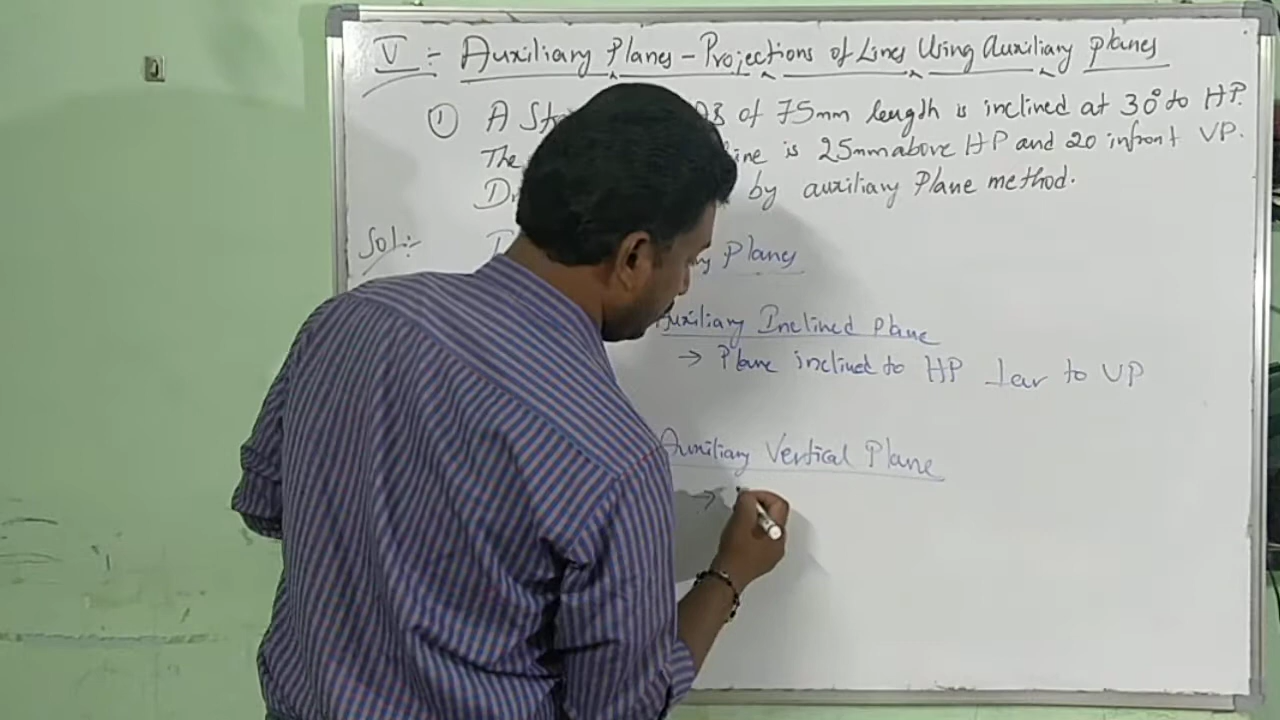 V :- Auxiliary Planes - Projections of Lines Using Auxiliary planes
① A of 75mm length is inclined at 30° to HP.
The line is 25mm above HP and 20 infront VP.
by auxiliary Plane method.
Sol:-
Planes
Auxiliary Inclined Plane
→ Plane inclined to HP ⊥ar to VP
Auxiliary Vertical Plane
→